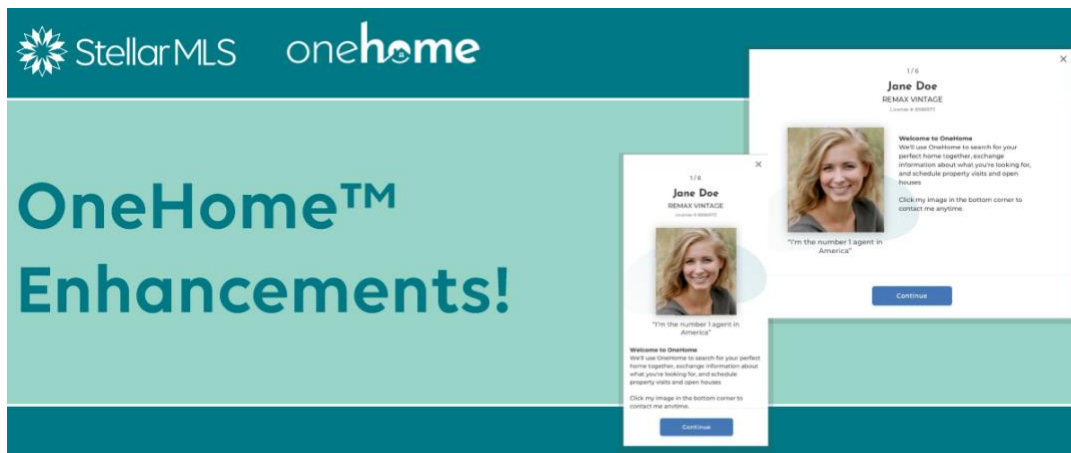 StellarMLS
onehome
OneHome™
Enhancements!
1/6
Jane Doe
REMAX VINTAGE
"I'm the number 1 agent in
America"
Welcome to OneHome
We'll use OneHome to search for your perfect
home together, exchange information about
what you're looking for, and schedule
property visits and open houses
Click my image in the bottom corner to
contact me anytime.
Continue
1/6
Jane Doe
REMAX VINTAGE
Welcome to OneHome
We'll use OneHome to search for your
perfect home together, exchange
information about what you're looking for,
and schedule property visits and open
houses
Click my image in the bottom corner to
contact me anytime.
"I'm the number 1 agent in
America"
Continue